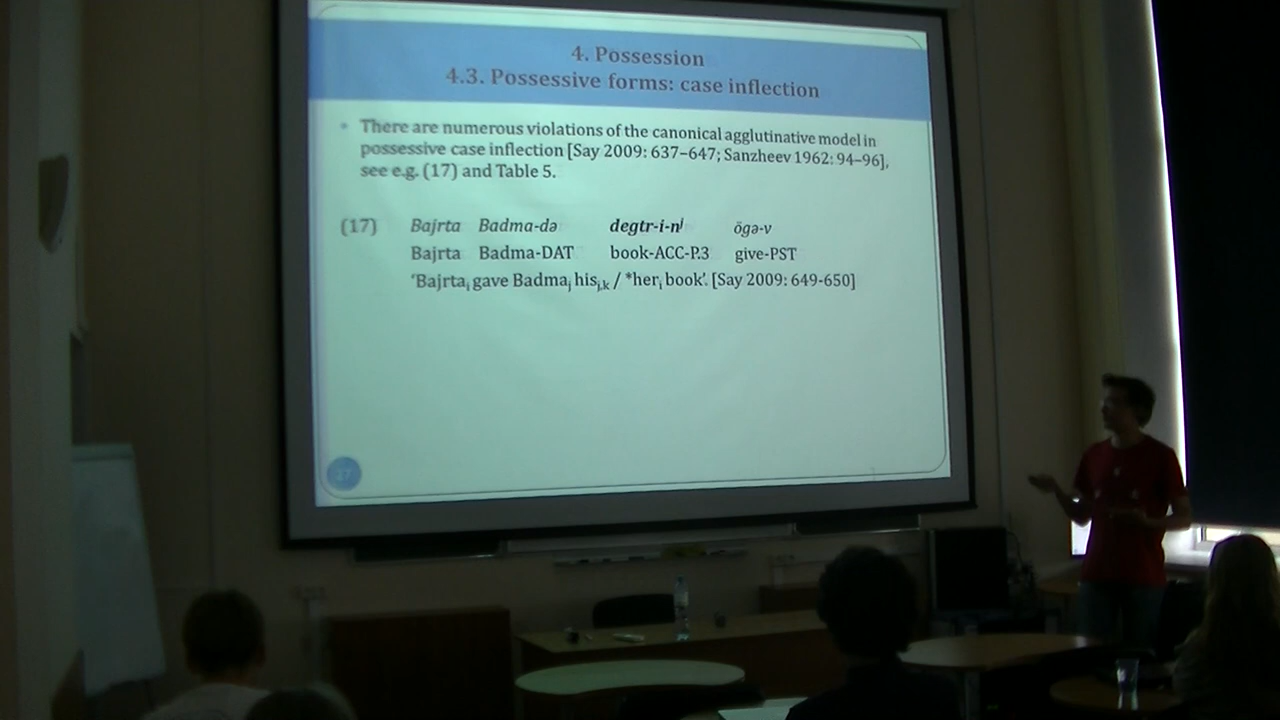 4. Possession
4.3. Possessive forms: case inflection
• There are numerous violations of the canonical agglutinative model in
possessive case inflection [Say 2009: 637–647; Sanzheev 1962: 94–96],
see e.g. (17) and Table 5.
(17) Bajrta Badma-də degtr-i-nʲ ögə-v
Bajrta Badma-DAT book-ACC-P.3 give-PST
‘Bajrtaᵢ gave Badmaⱼ hisⱼ,ₖ / *herᵢ book’. [Say 2009: 649-650]
27